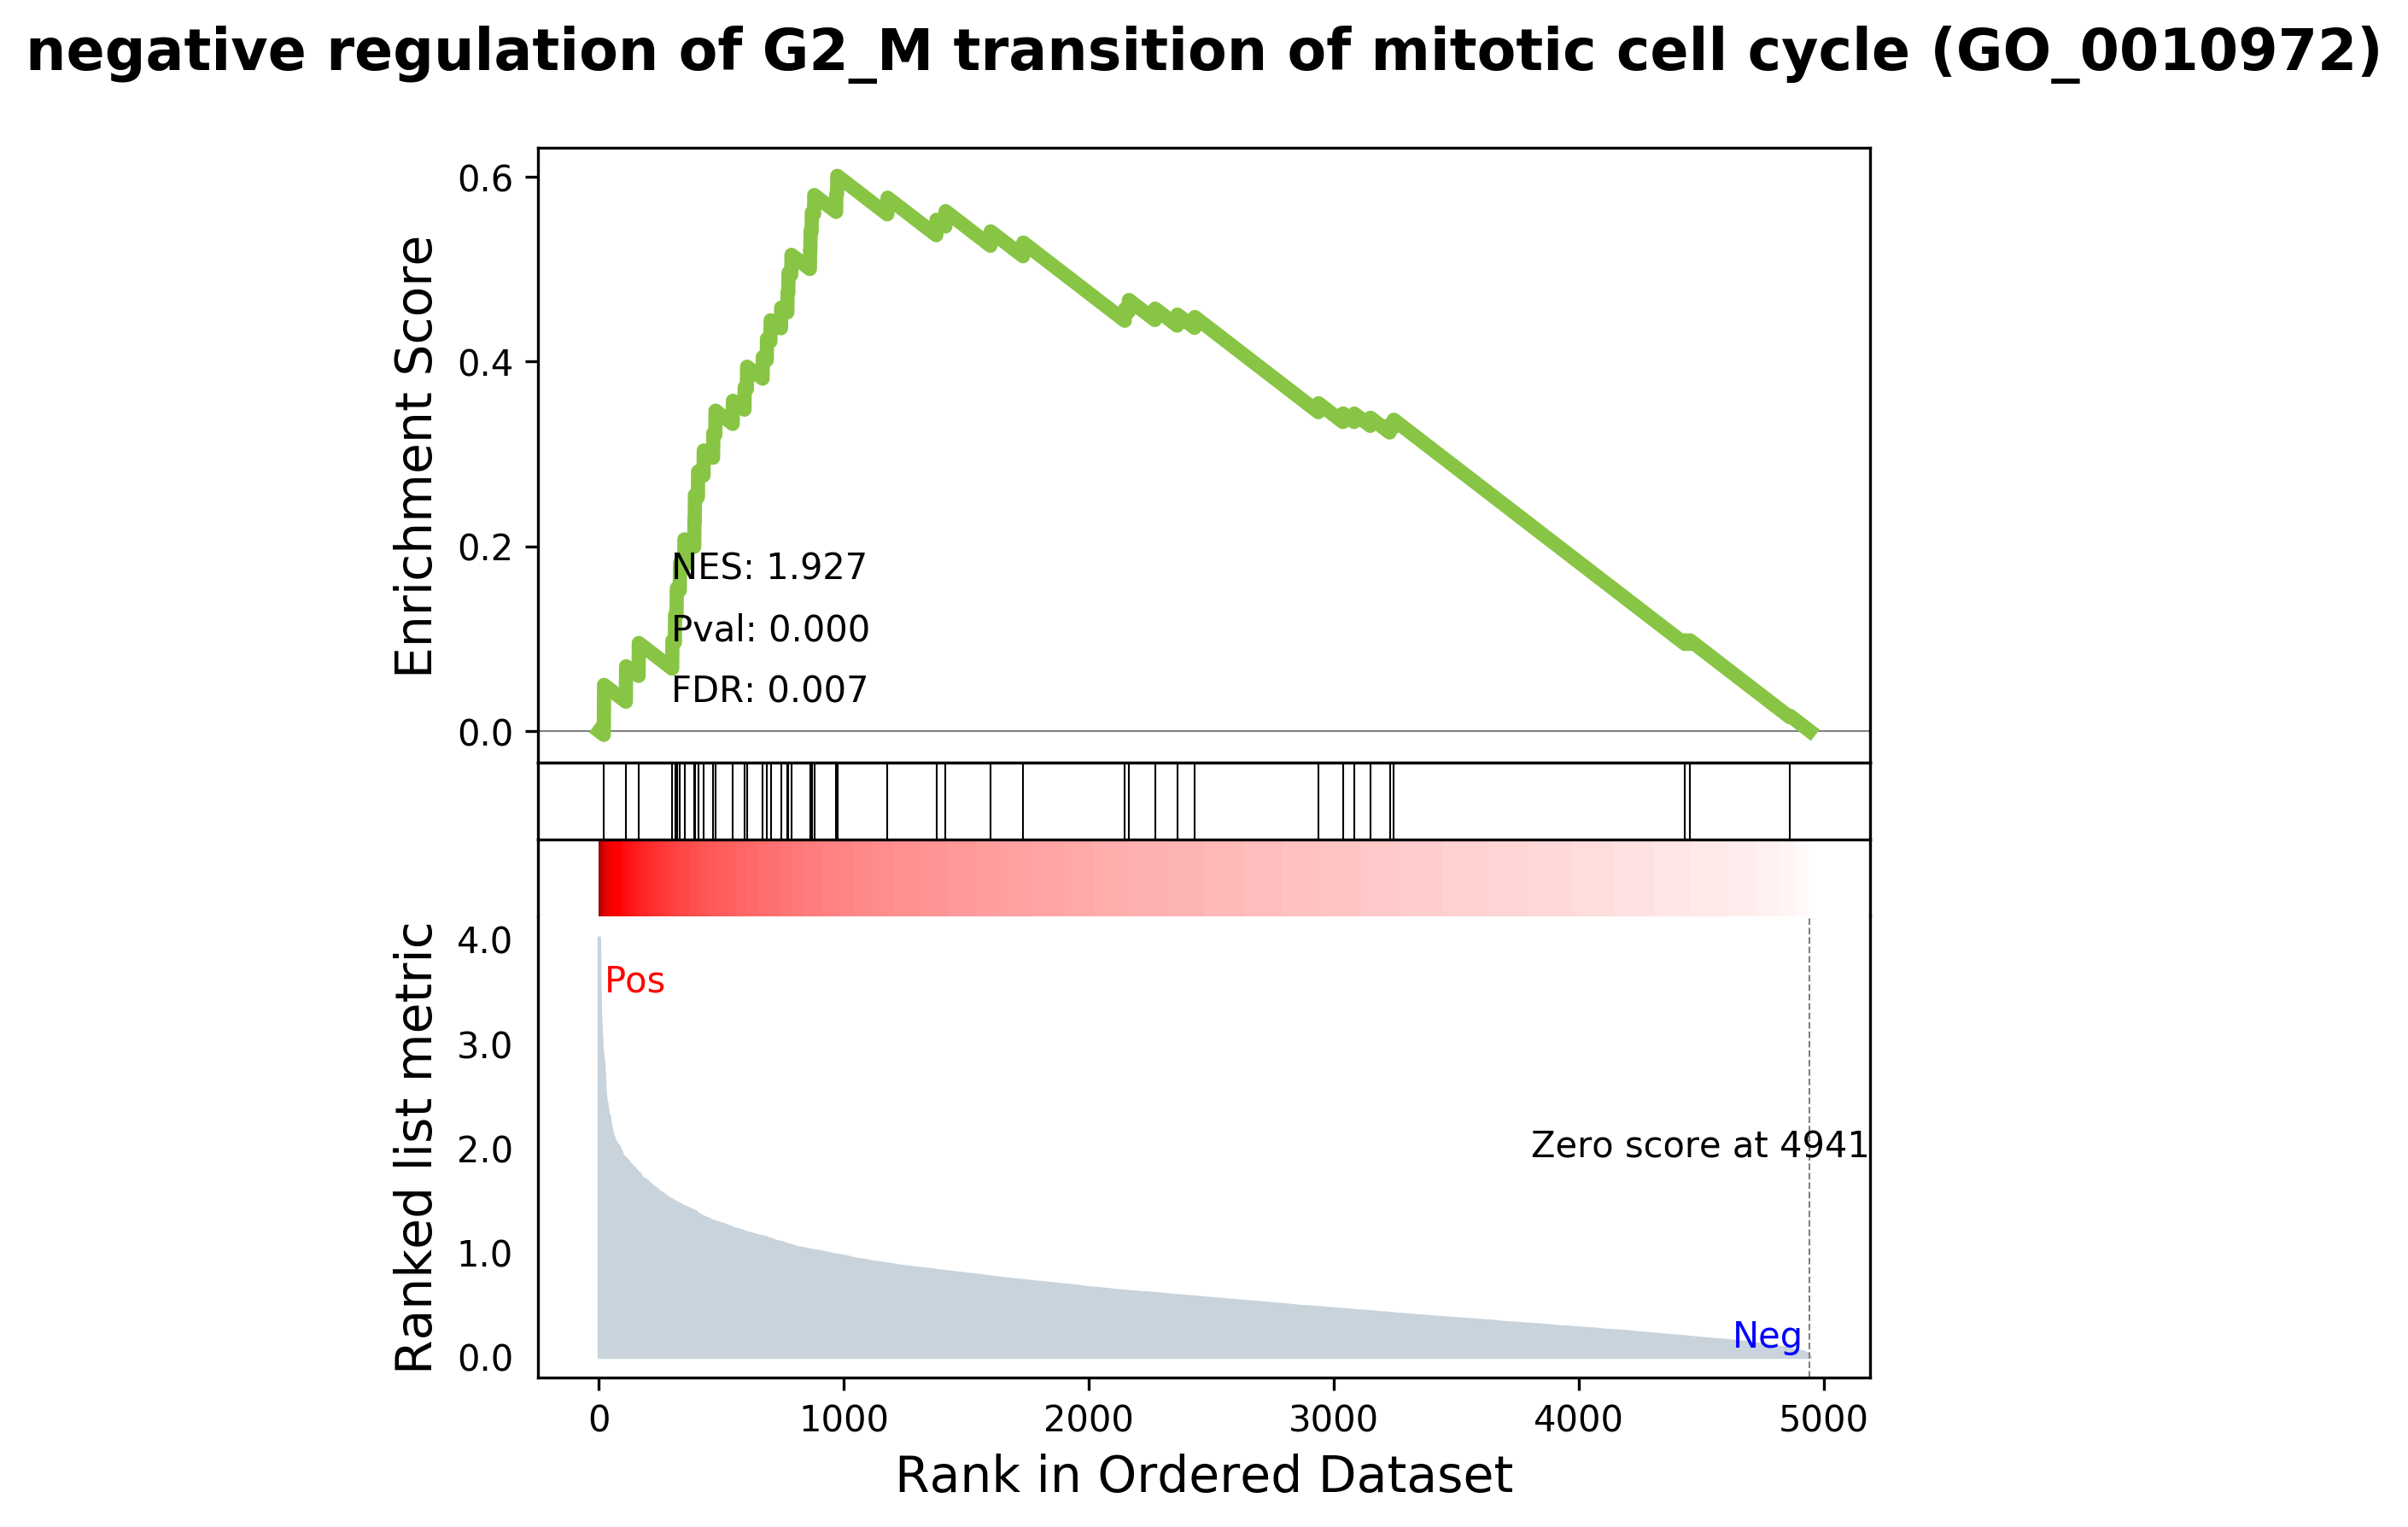 negative regulation of G2_M transition of mitotic cell cycle (GO_0010972)
Enrichment Score
0.6
0.4
0.2
0.0
NES: 1.927
Pval: 0.000
FDR: 0.007
Ranked list metric
4.0
3.0
2.0
1.0
0.0
Pos
Zero score at 4941
Neg
0 1000 2000 3000 4000 5000
Rank in Ordered Dataset